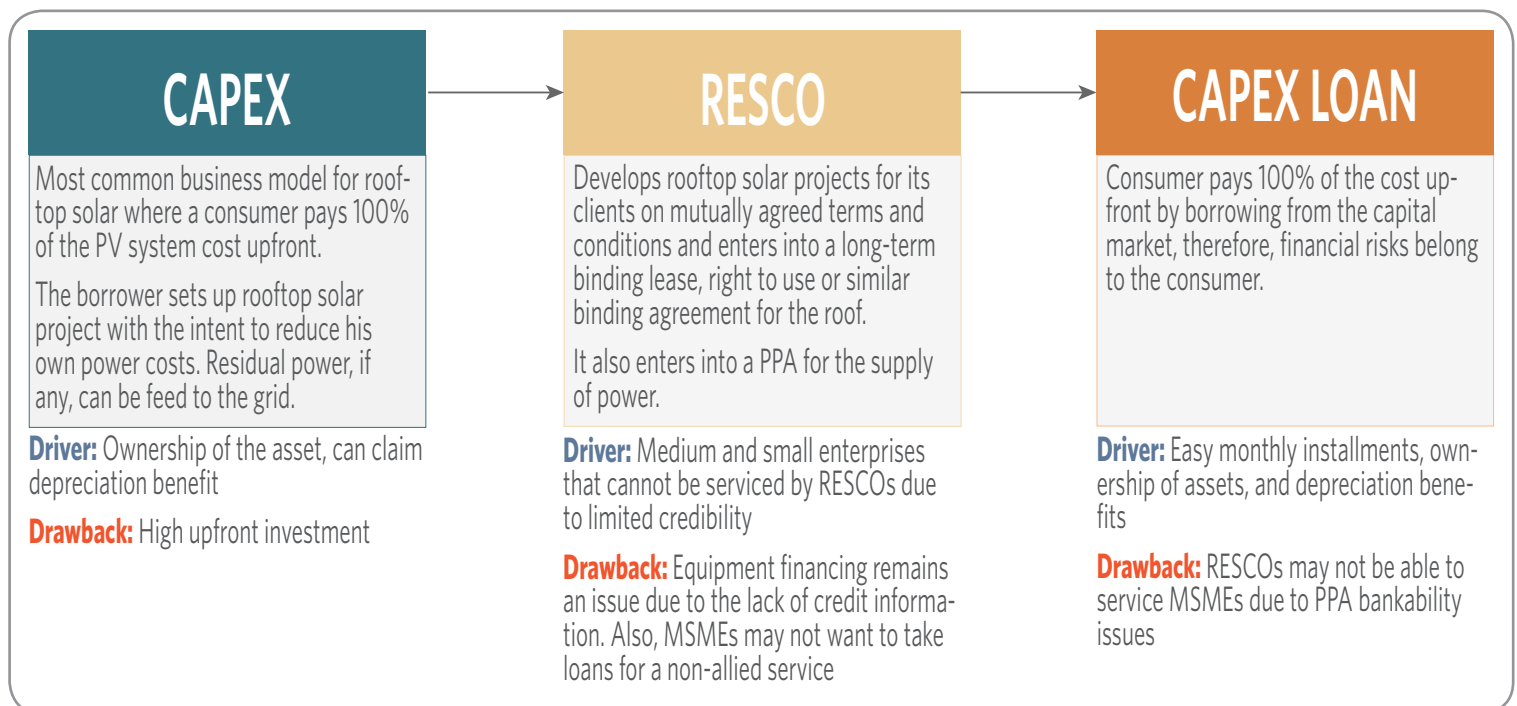 CAPEX
Most common business model for roof-
top solar where a consumer pays 100%
of the PV system cost upfront.
The borrower sets up rooftop solar
project with the intent to reduce his
own power costs. Residual power, if
any, can be feed to the grid.
Driver: Ownership of the asset, can claim
depreciation benefit
Drawback: High upfront investment
RESCO
Develops rooftop solar projects for its
clients on mutually agreed terms and
conditions and enters into a long-term
binding lease, right to use or similar
binding agreement for the roof.
It also enters into a PPA for the supply
of power.
Driver: Medium and small enterprises
that cannot be serviced by RESCOs due
to limited credibility
Drawback: Equipment financing remains
an issue due to the lack of credit informa-
tion. Also, MSMEs may not want to take
loans for a non-allied service
CAPEX LOAN
Consumer pays 100% of the cost up-
front by borrowing from the capital
market, therefore, financial risks belong
to the consumer.
Driver: Easy monthly installments, own-
ership of assets, and depreciation bene-
fits
Drawback: RESCOs may not be able to
service MSMEs due to PPA bankability
issues